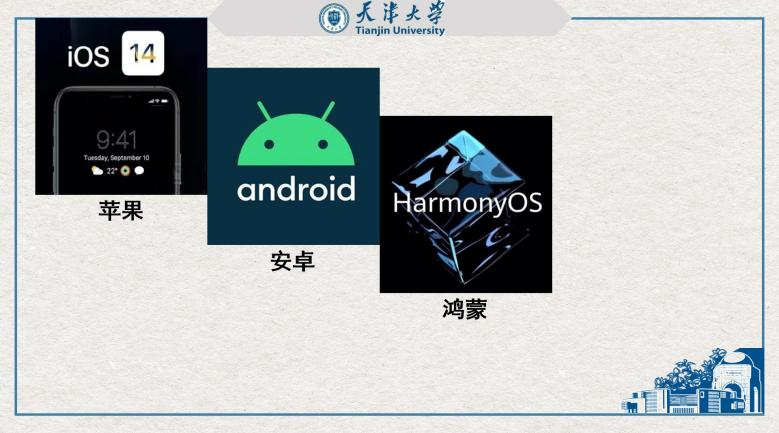 天津大学
Tianjin University
iOS 14
9:41
Tuesday, September 10
22°
苹果
android
安卓
HarmonyOS
鸿蒙